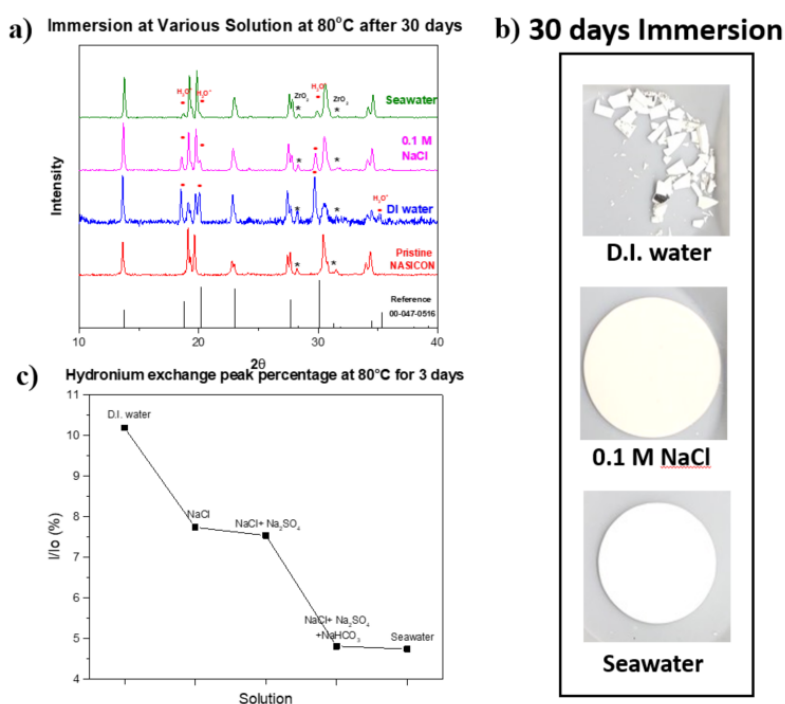 a)
Immersion at Various Solution at 80°C after 30 days
H₃O⁺
H₃O⁺
ZrO₂
H₃O⁺
ZrO₂
Seawater
*
*
0.1 M
NaCl
*
*
DI water
H₃O⁺
*
*
Pristine
NASICON
*
*
Reference
00-047-0516
Intensity
10
20
30
40
2θ
b) 30 days Immersion
D.I. water
0.1 M NaCl
Seawater
c)
Hydronium exchange peak percentage at 80°C for 3 days
11
10
9
8
7
6
5
4
I/Io (%)
D.I. water
NaCl
NaCl+ Na₂SO₄
NaCl+ Na₂SO₄
+NaHCO₃
Seawater
Solution